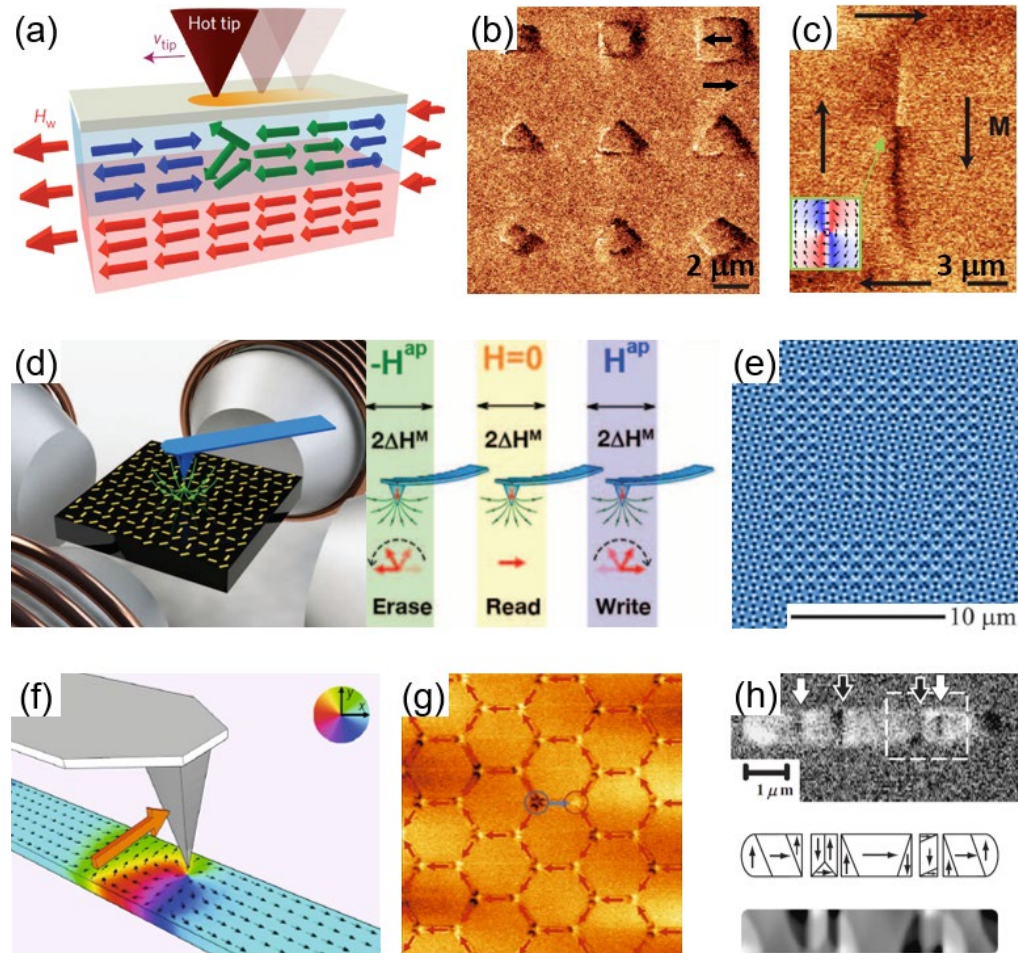 (a)
Hot tip
v_tip
H_w
(b)
2 μm
(c)
M
3 μm
(d)
-H^ap
H=0
H^ap
2ΔH^M
2ΔH^M
2ΔH^M
Erase
Read
Write
(e)
10 μm
(f)
y
x
(g)
(h)
1 μm